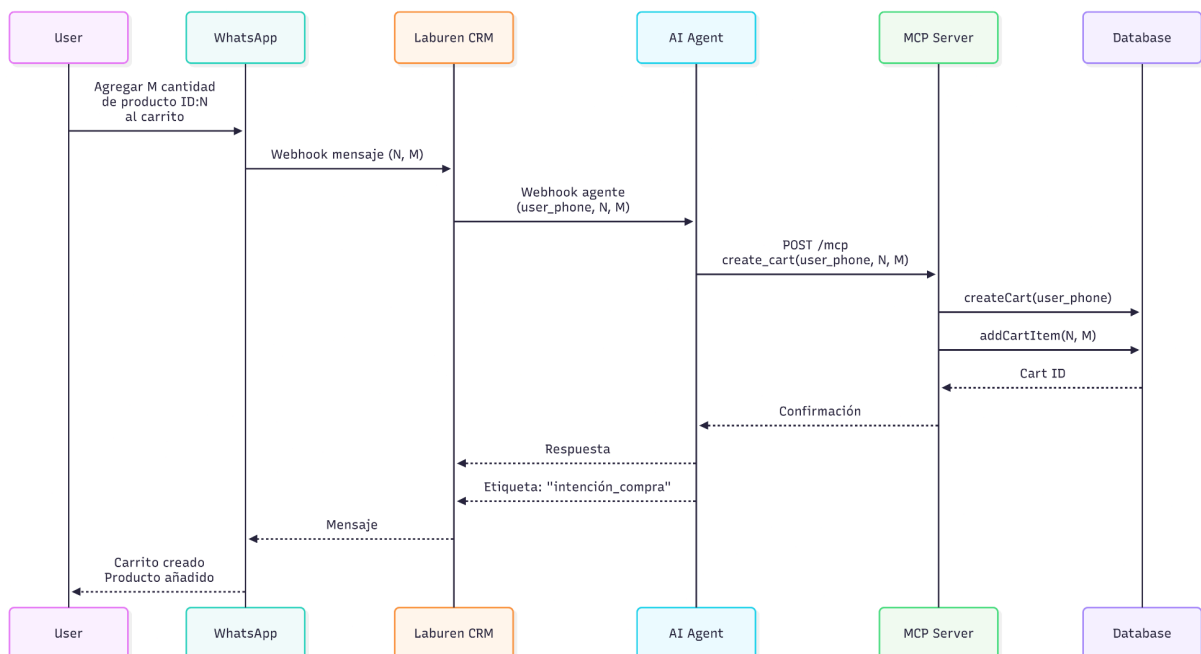 User
WhatsApp
Laburen CRM
AI Agent
MCP Server
Database
Agregar M cantidad
de producto ID:N
al carrito
Webhook mensaje (N, M)
Webhook agente
(user_phone, N, M)
POST /mcp
create_cart(user_phone, N, M)
createCart(user_phone)
addCartItem(N, M)
Cart ID
Confirmación
Respuesta
Etiqueta: "intención_compra"
Mensaje
Carrito creado
Producto añadido
User
WhatsApp
Laburen CRM
AI Agent
MCP Server
Database